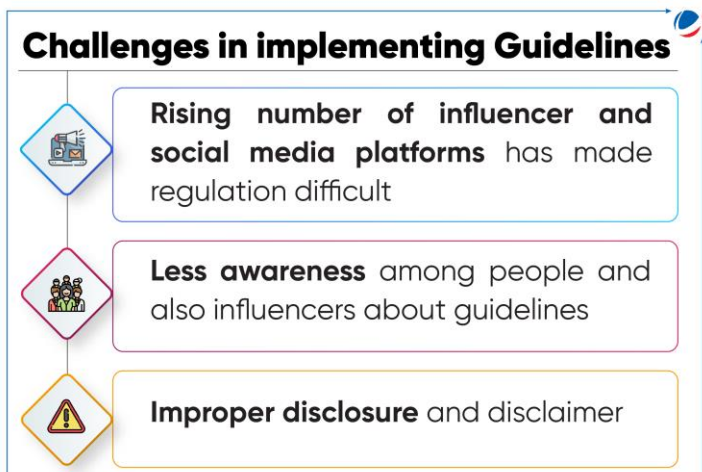 Challenges in implementing Guidelines
Rising number of influencer and
social media platforms has made
regulation difficult
Less awareness among people and
also influencers about guidelines
Improper disclosure and disclaimer